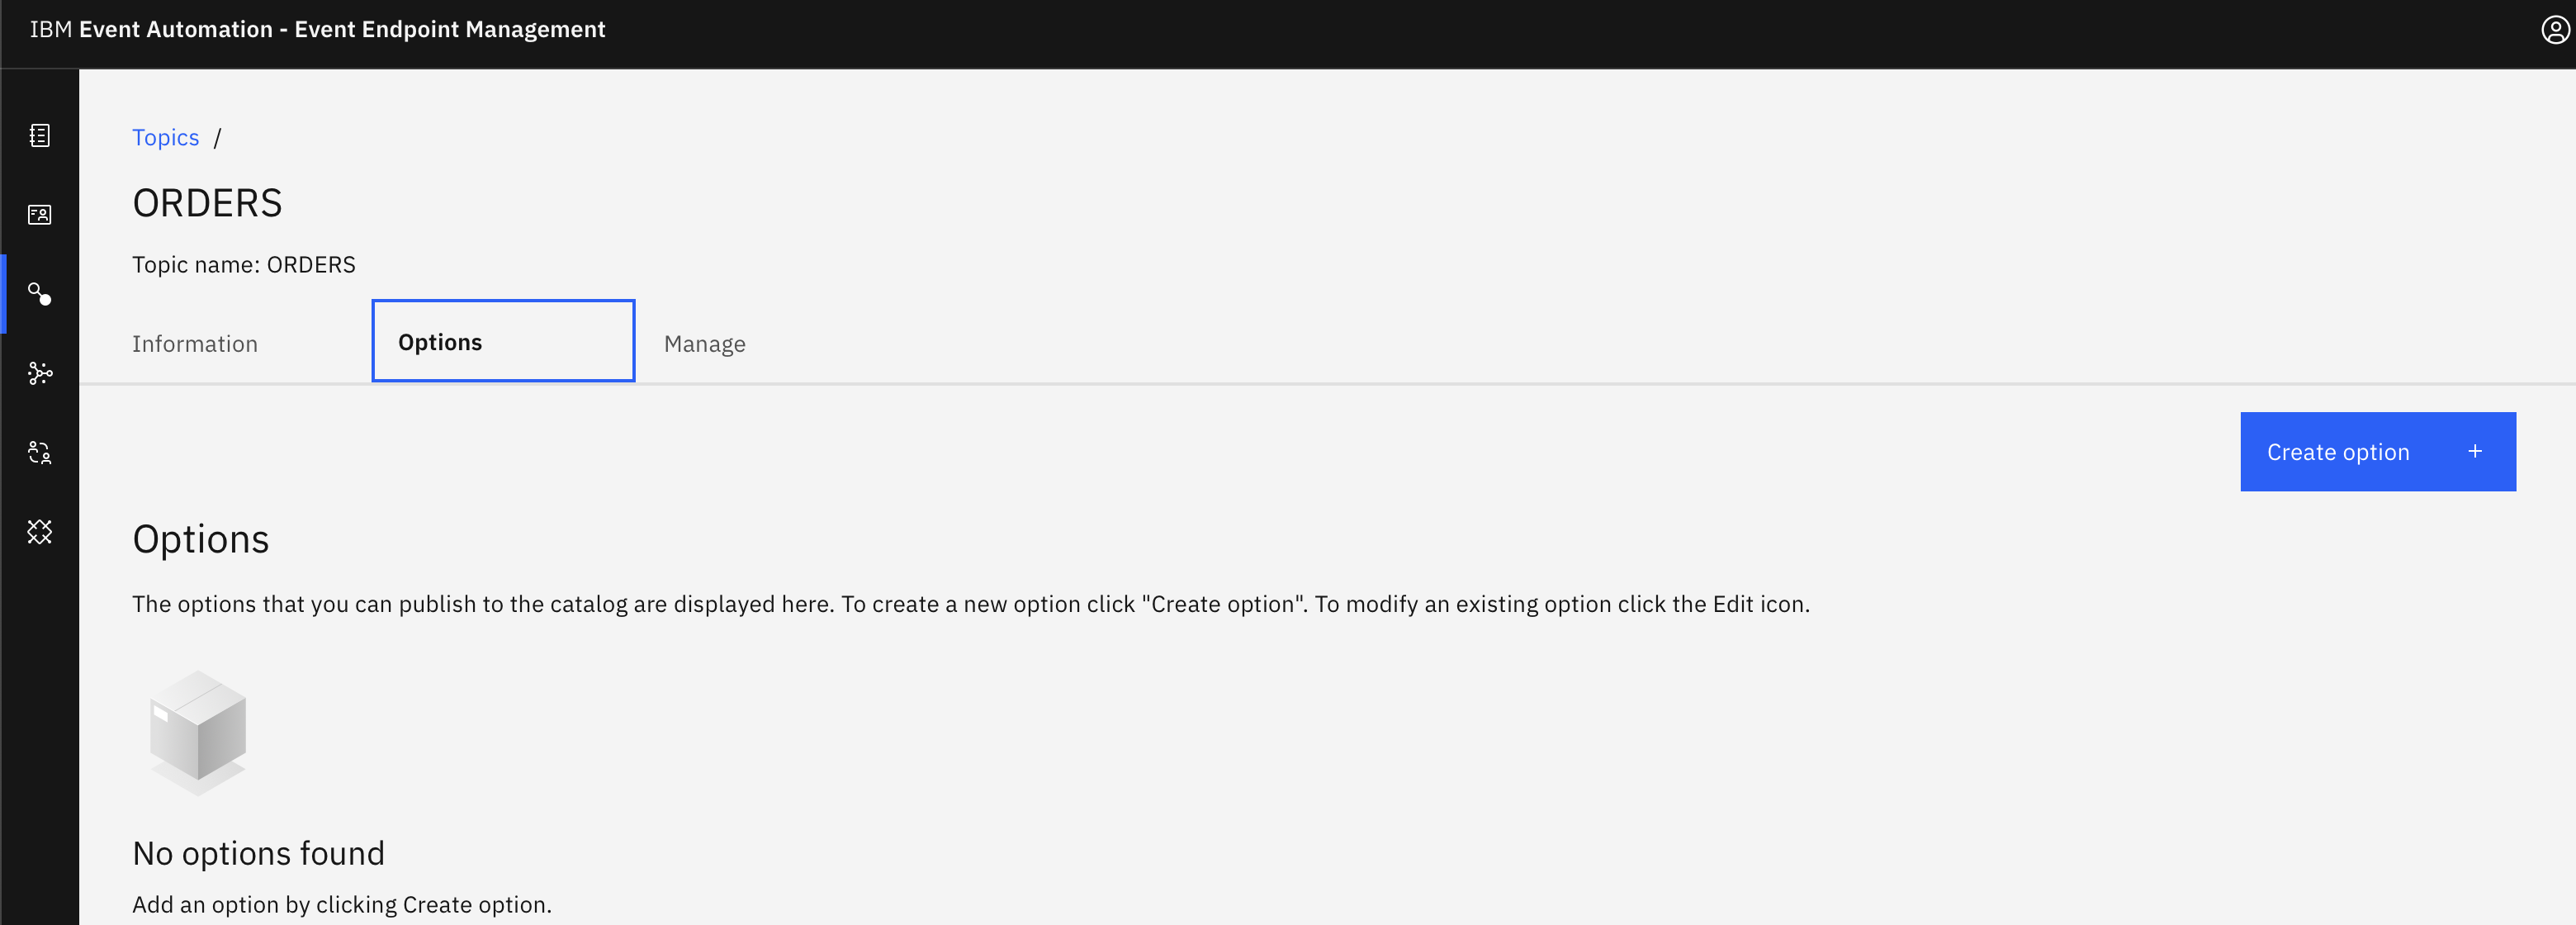 IBM Event Automation - Event Endpoint Management
Topics /
ORDERS
Topic name: ORDERS
Information
Options
Manage
Create option +
Options
The options that you can publish to the catalog are displayed here. To create a new option click "Create option". To modify an existing option click the Edit icon.
No options found
Add an option by clicking Create option.